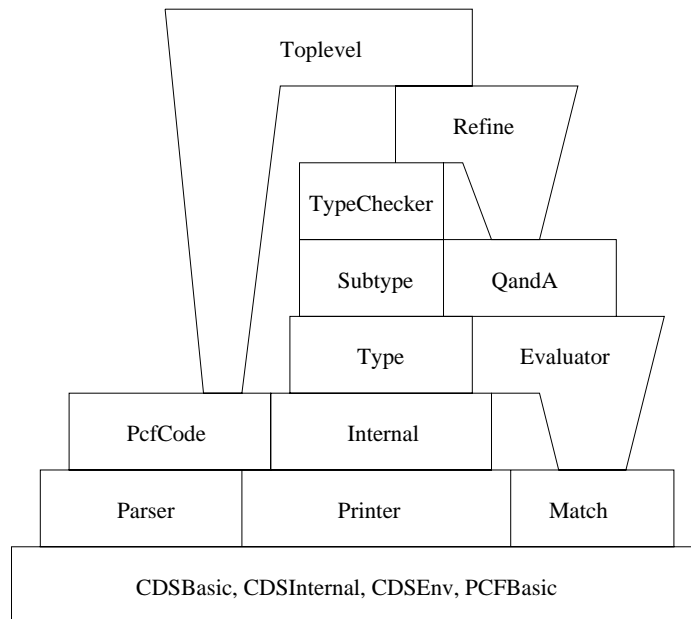 Toplevel
Refine
TypeChecker
Subtype
QandA
Type
Evaluator
PcfCode
Internal
Parser
Printer
Match
CDSBasic, CDSInternal, CDSEnv, PCFBasic